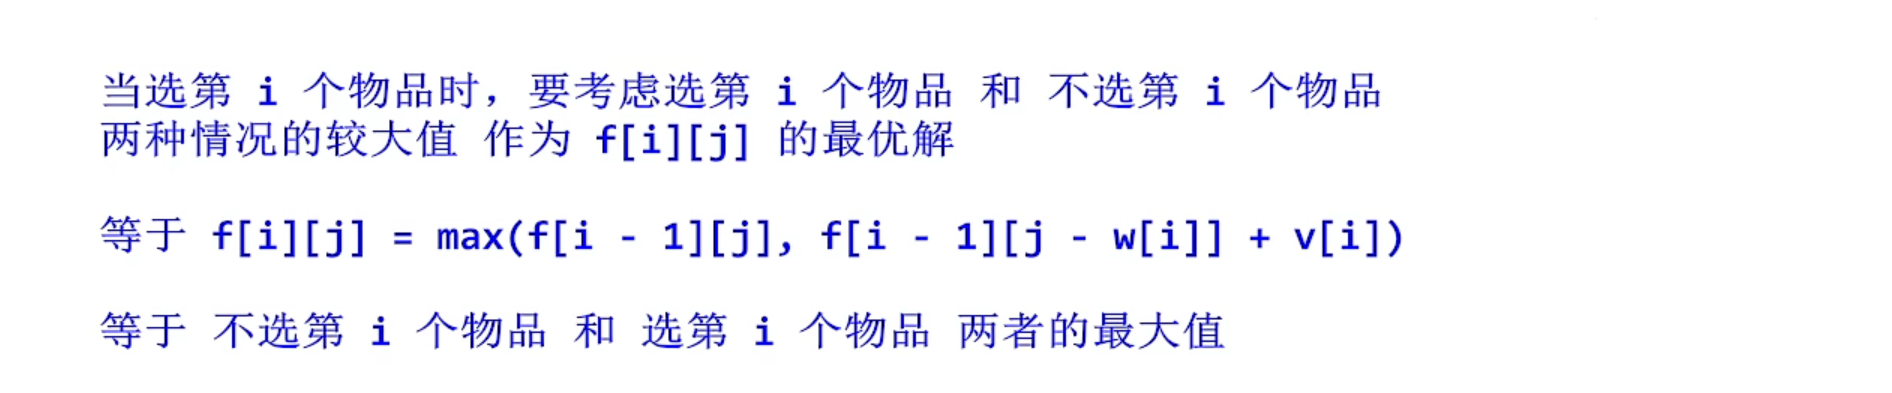 当选第 i 个物品时，要考虑选第 i 个物品 和 不选第 i 个物品
两种情况的较大值 作为 f[i][j] 的最优解
等于 f[i][j] = max(f[i - 1][j], f[i - 1][j - w[i]] + v[i])
等于 不选第 i 个物品 和 选第 i 个物品 两者的最大值